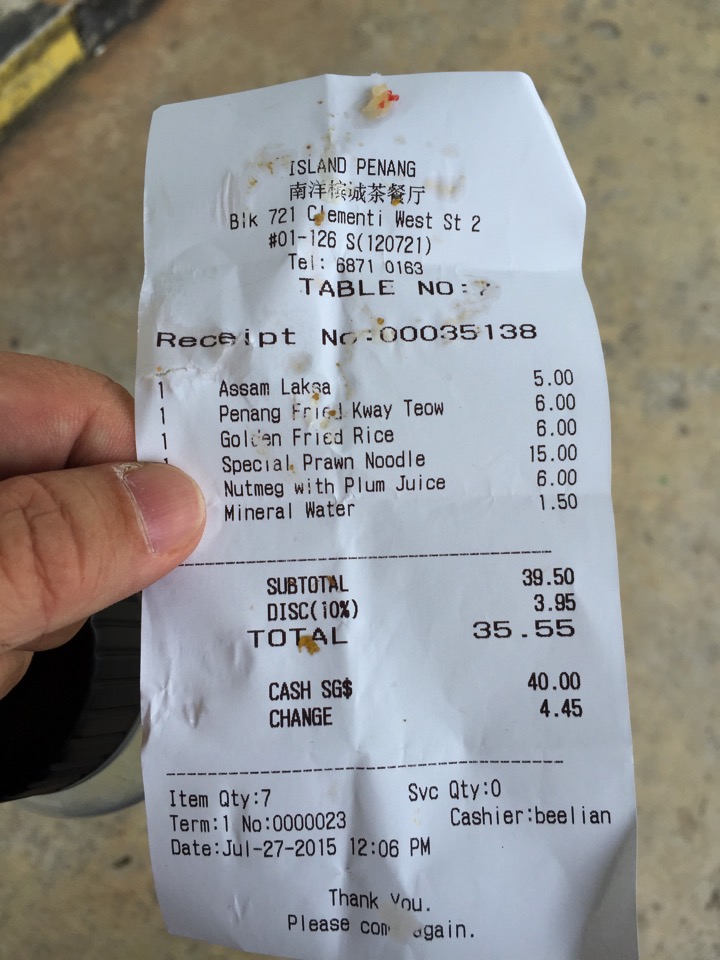 ISLAND PENANG
南洋槟诚茶餐厅
Blk 721 Clementi West St 2
#01-126 S(120721)
Tel: 6871 0163
TABLE NO:
Receipt No:00035138
1 Assam Laksa 5.00
1 Penang Fried Kway Teow 6.00
1 Golden Fried Rice 6.00
Special Prawn Noodle 15.00
Nutmeg with Plum Juice 6.00
Mineral Water 1.50
SUBTOTAL 39.50
DISC(10%) 3.95
TOTAL 35.55
CASH SG$ 40.00
CHANGE 4.45
Item Qty:7 Svc Qty:0
Term:1 No:0000023 Cashier:beelian
Date:Jul-27-2015 12:06 PM
Thank You.
Please come again.